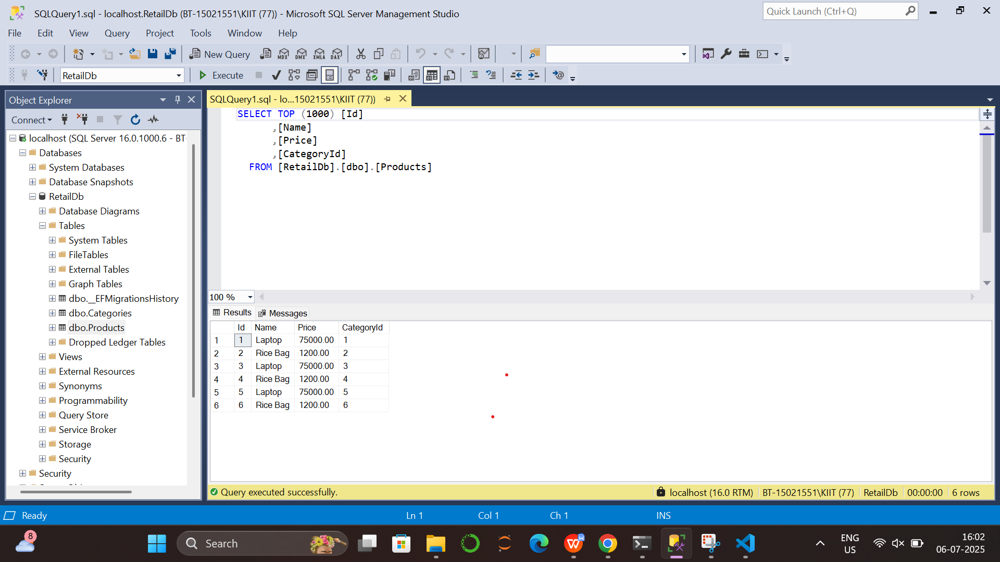 SQLQuery1.sql - localhost.RetailDb (BT-15021551\KIIT (77)) - Microsoft SQL Server Management Studio
Quick Launch (Ctrl+Q)
File Edit View Query Project Tools Window Help
New Query MDX DMX XMLA DAX
RetailDb Execute
Object Explorer
Connect
localhost (SQL Server 16.0.1000.6 - BT-
Databases
System Databases
Database Snapshots
RetailDb
Database Diagrams
Tables
System Tables
FileTables
External Tables
Graph Tables
dbo.__EFMigrationsHistory
dbo.Categories
dbo.Products
Dropped Ledger Tables
Views
External Resources
Synonyms
Programmability
Query Store
Service Broker
Storage
Security
Security
SQLQuery1.sql - lo...15021551\KIIT (77))
SELECT TOP (1000) [Id]
,[Name]
,[Price]
,[CategoryId]
FROM [RetailDb].[dbo].[Products]
100 %
Results Messages
Id Name Price CategoryId
1 1 Laptop 75000.00 1
2 2 Rice Bag 1200.00 2
3 3 Laptop 75000.00 3
4 4 Rice Bag 1200.00 4
5 5 Laptop 75000.00 5
6 6 Rice Bag 1200.00 6
Query executed successfully. localhost (16.0 RTM) BT-15021551\KIIT (77) RetailDb 00:00:00 6 rows
Ready Ln 1 Col 1 Ch 1 INS
8
Search
ENG
US
16:02
06-07-2025